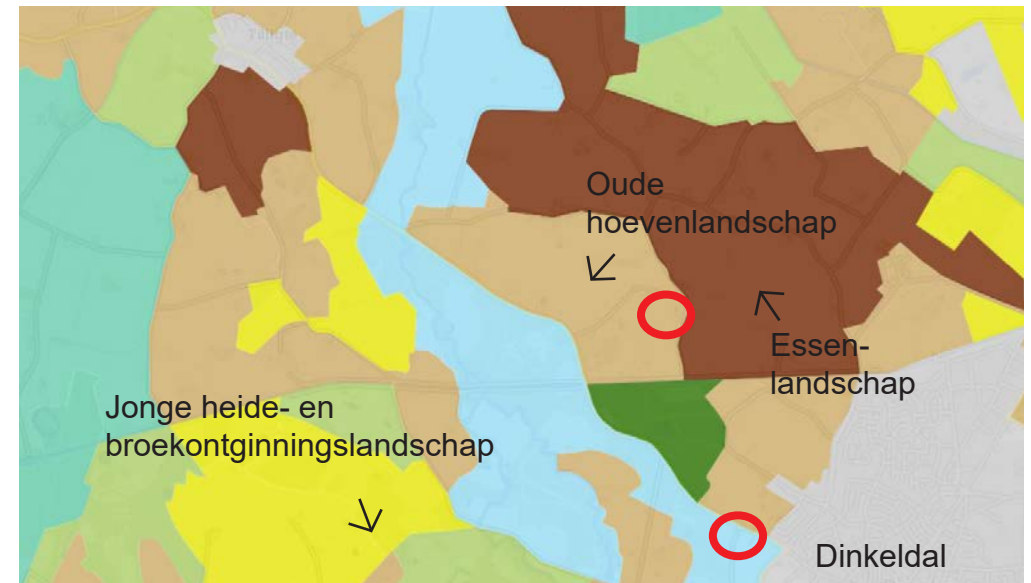 Oude
hoevenlandschap
Essen-
landschap
Jonge heide- en
broekontginningslandschap
Dinkeldal